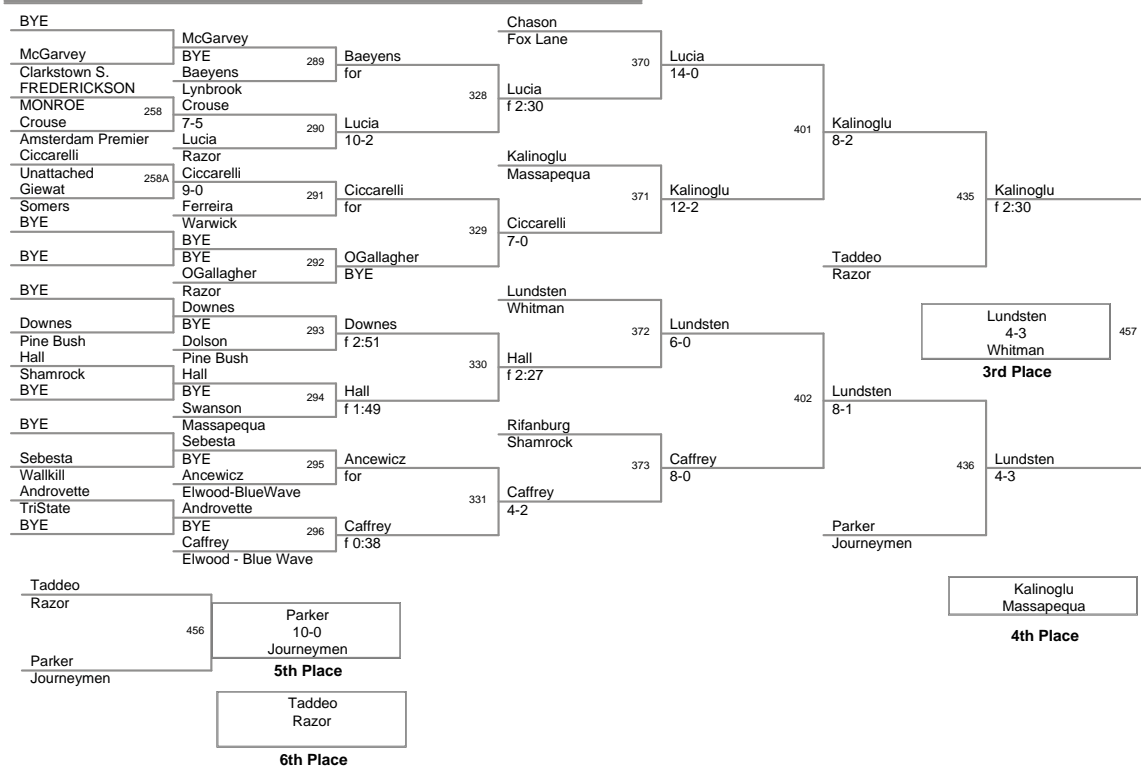 BYE
McGarvey
Clarkstown S.
FREDERICKSON
MONROE
258
Crouse
Amsterdam Premier
Ciccarelli
Unattached
258A
Giewat
Somers
BYE
BYE
BYE
Downes
Pine Bush
Hall
Shamrock
BYE
BYE
Sebesta
Wallkill
Androvette
TriState
BYE
McGarvey
BYE
289
Baeyens
Lynbrook
Crouse
7-5
290
Lucia
Razor
Ciccarelli
9-0
291
Ferreira
Warwick
BYE
BYE
292
OGallagher
Razor
Downes
BYE
293
Dolson
Pine Bush
Hall
BYE
294
Swanson
Massapequa
Sebesta
BYE
295
Ancewicz
Elwood-BlueWave
Androvette
BYE
296
Caffrey
Elwood - Blue Wave
Baeyens
for
328
Lucia
10-2
Ciccarelli
for
329
OGallagher
BYE
Downes
f 2:51
330
Hall
f 1:49
Ancewicz
for
331
Caffrey
f 0:38
Chason
Fox Lane
370
Lucia
f 2:30
Kalinoglu
Massapequa
371
Ciccarelli
7-0
Lundsten
Whitman
372
Hall
f 2:27
Rifanburg
Shamrock
373
Caffrey
4-2
Lucia
14-0
401
Kalinoglu
12-2
Lundsten
6-0
402
Caffrey
8-0
Kalinoglu
8-2
435
Taddeo
Razor
Lundsten
8-1
436
Parker
Journeymen
Kalinoglu
f 2:30
Lundsten
4-3
Whitman
457
3rd Place
Lundsten
4-3
Kalinoglu
Massapequa
4th Place
Taddeo
Razor
456
Parker
Journeymen
Parker
10-0
Journeymen
5th Place
Taddeo
Razor
6th Place